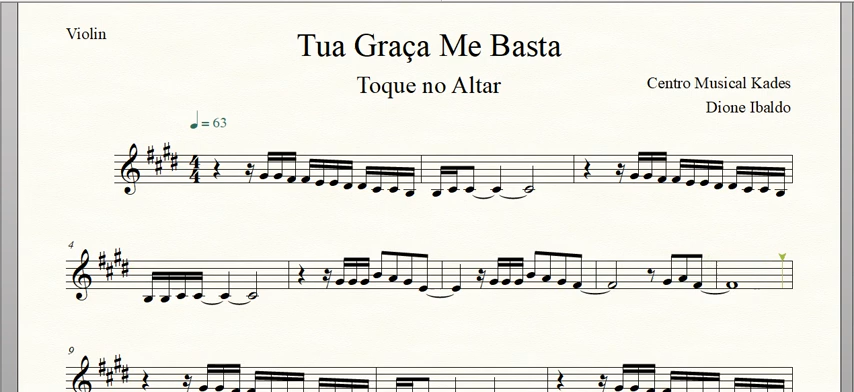 Violin
Tua Graça Me Basta
Toque no Altar
Centro Musical Kades
Dione Ibaldo
= 63
4
4
4
9